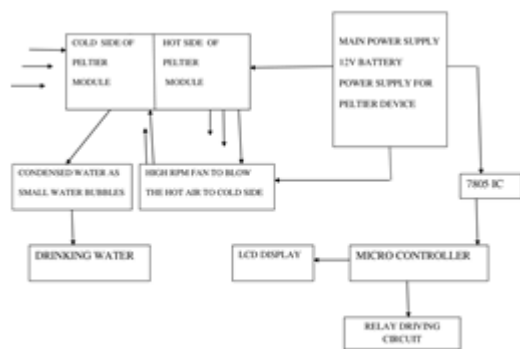 COLD SIDE OF
PELTIER
MODULE
HOT SIDE OF
PELTIER
MODULE
MAIN POWER SUPPLY
12V BATTERY
POWER SUPPLY FOR
PELTIER DEVICE
CONDENSED WATER AS
SMALL WATER BUBBLES
HIGH RPM FAN TO BLOW
THE HOT AIR TO COLD SIDE
7805 IC
DRINKING WATER
LCD DISPLAY
MICRO CONTROLLER
RELAY DRIVING
CIRCUIT